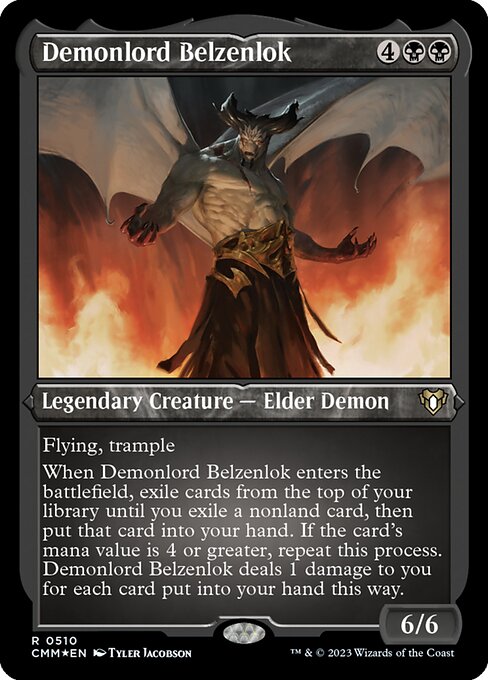 Demonlord Belzenlok 4
Legendary Creature — Elder Demon
Flying, trample
When Demonlord Belzenlok enters the
battlefield, exile cards from the top of your
library until you exile a nonland card, then
put that card into your hand. If the card's
mana value is 4 or greater, repeat this process.
Demonlord Belzenlok deals 1 damage to you
for each card put into your hand this way.
6/6
R 0510
CMM★EN Tyler Jacobson
™ & © 2023 Wizards of the Coast